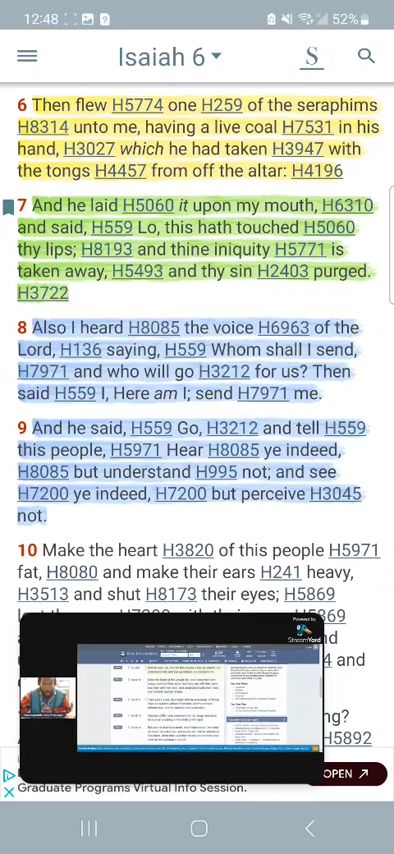 12:48
52%
Isaiah 6
S
6 Then flew H5774 one H259 of the seraphims
H8314 unto me, having a live coal H7531 in his
hand, H3027 which he had taken H3947 with
the tongs H4457 from off the altar: H4196
7 And he laid H5060 it upon my mouth, H6310
and said, H559 Lo, this hath touched H5060
thy lips; H8193 and thine iniquity H5771 is
taken away, H5493 and thy sin H2403 purged.
H3722
8 Also I heard H8085 the voice H6963 of the
Lord, H136 saying, H559 Whom shall I send,
H7971 and who will go H3212 for us? Then
said H559 I, Here am I; send H7971 me.
9 And he said, H559 Go, H3212 and tell H559
this people, H5971 Hear H8085 ye indeed,
H8085 but understand H995 not; and see
H7200 ye indeed, H7200 but perceive H3045
not.
10 Make the heart H3820 of this people H5971
fat, H8080 and make their ears H241 heavy,
H3513 and shut H8173 their eyes; H5869
Powered by
StreamYard
and
H5892
OPEN
Graduate Programs Virtual Info Session.